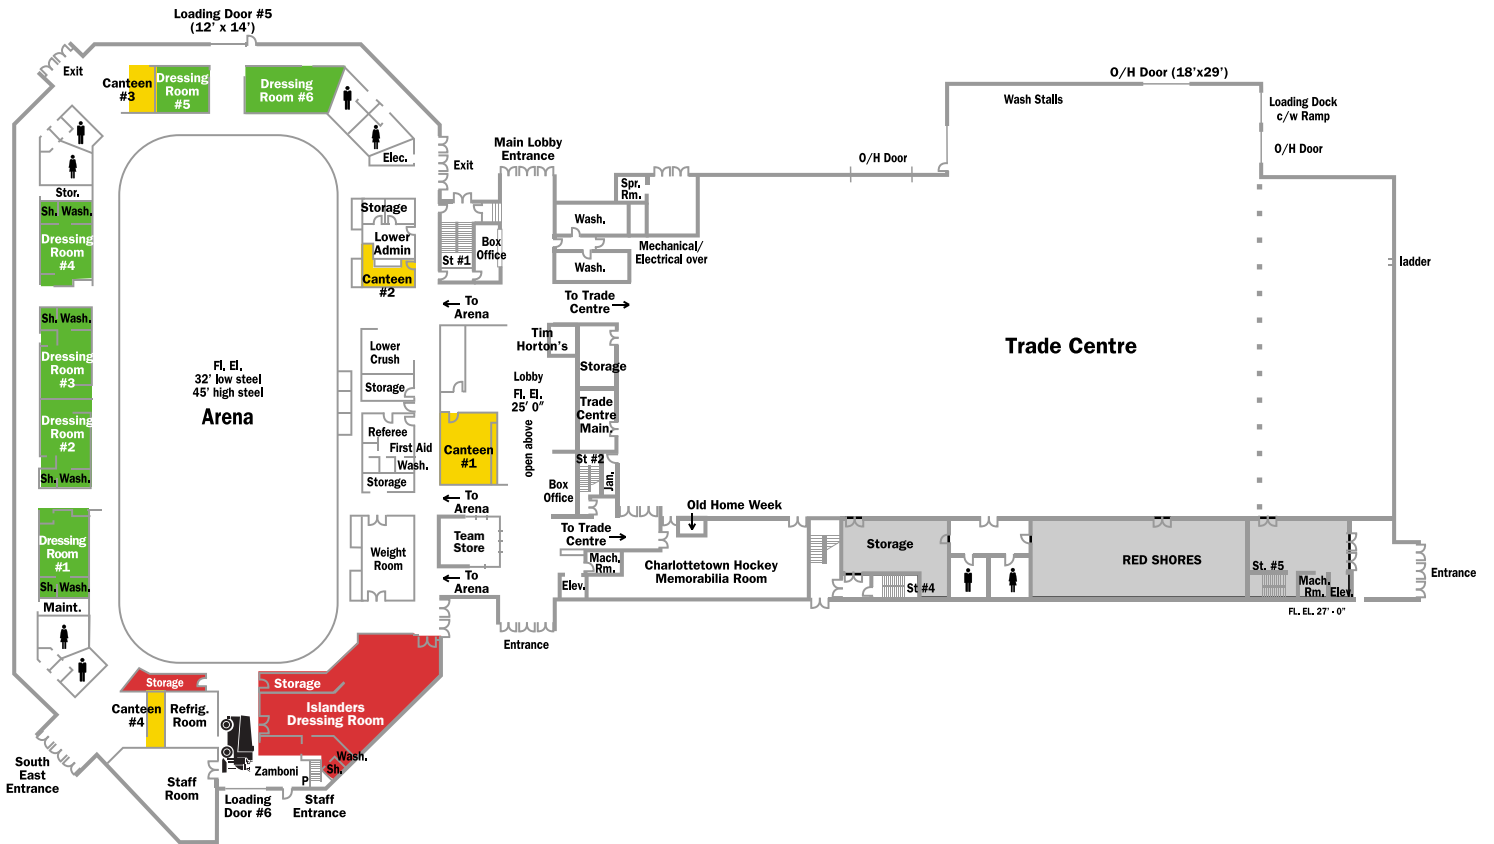 Loading Door #5
(12' x 14')
Exit
Canteen
#3
Dressing
Room
#5
Dressing
Room #6
Elec.
Exit
Stor.
Sh. Wash.
Dressing
Room
#4
Sh. Wash.
Dressing
Room
#3
Dressing
Room
#2
Sh. Wash.
Dressing
Room
#1
Sh. Wash.
Maint.
Fl. El.
32' low steel
45' high steel
Arena
Storage
Lower
Admin
Canteen
#2
Lower
Crush
Storage
Referee
First Aid
Wash.
Storage
Weight
Room
Main Lobby
Entrance
St #1
Box
Office
To
Arena
Tim
Horton's
Lobby
Fl. El.
25' 0"
open above
Canteen
#1
To
Arena
Team
Store
To
Arena
Entrance
Spr.
Rm.
Wash.
Wash.
Mechanical/
Electrical over
To Trade
Centre
Storage
Trade
Centre
Main.
St #2
Jan.
Box
Office
To Trade
Centre
Mach.
Rm.
Elev.
Old Home Week
Charlottetown Hockey
Memorabilia Room
O/H Door
O/H Door (18'x29')
Wash Stalls
Loading Dock
c/w Ramp
O/H Door
ladder
Trade Centre
Storage
St #4
RED SHORES
St. #5
Mach.
Rm.
Elev.
Entrance
FL. EL. 27' - 0"
Storage
Canteen
#4
Refrig.
Room
Storage
Islanders
Dressing Room
Wash.
Sh.
Zamboni
P
South
East
Entrance
Staff
Room
Loading
Door #6
Staff
Entrance